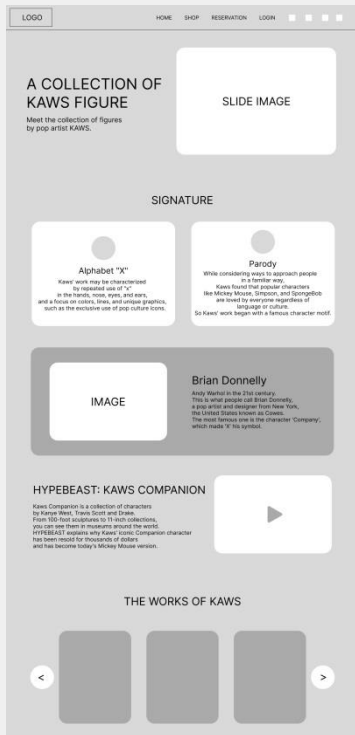 LOGO
HOME SHOP RESERVATION LOGIN
A COLLECTION OF
KAWS FIGURE
Meet the collection of figures
by pop artist KAWS.
SLIDE IMAGE
SIGNATURE
Alphabet "X"
Kaws' work may be characterized
by repeated use of "x"
in the hands, nose, eyes, and ears,
and a focus on colors, lines, and unique graphics,
such as the exclusive use of pop culture icons.
Parody
While considering ways to approach people
in a familiar way,
Kaws found that popular characters
like Mickey Mouse, Simpson, and SpongeBob
are loved by everyone regardless of
language or culture.
So Kaws' work began with a famous character motif.
IMAGE
Brian Donnelly
Andy Warhol in the 21st century.
This is what people call Brian Donnelly,
a pop artist and designer from New York,
the United States known as Cowes.
The most famous one is the character 'Company',
which made 'X' his symbol.
HYPEBEAST: KAWS COMPANION
Kaws Companion is a collection of characters
by Kanye West, Travis Scott and Drake.
From 100-foot sculptures to 11-inch collections,
you can see them in museums around the world.
HYPEBEAST explains why Kaws' iconic Companion character
has been resold for thousands of dollars
and has become today's Mickey Mouse version.
THE WORKS OF KAWS
< >